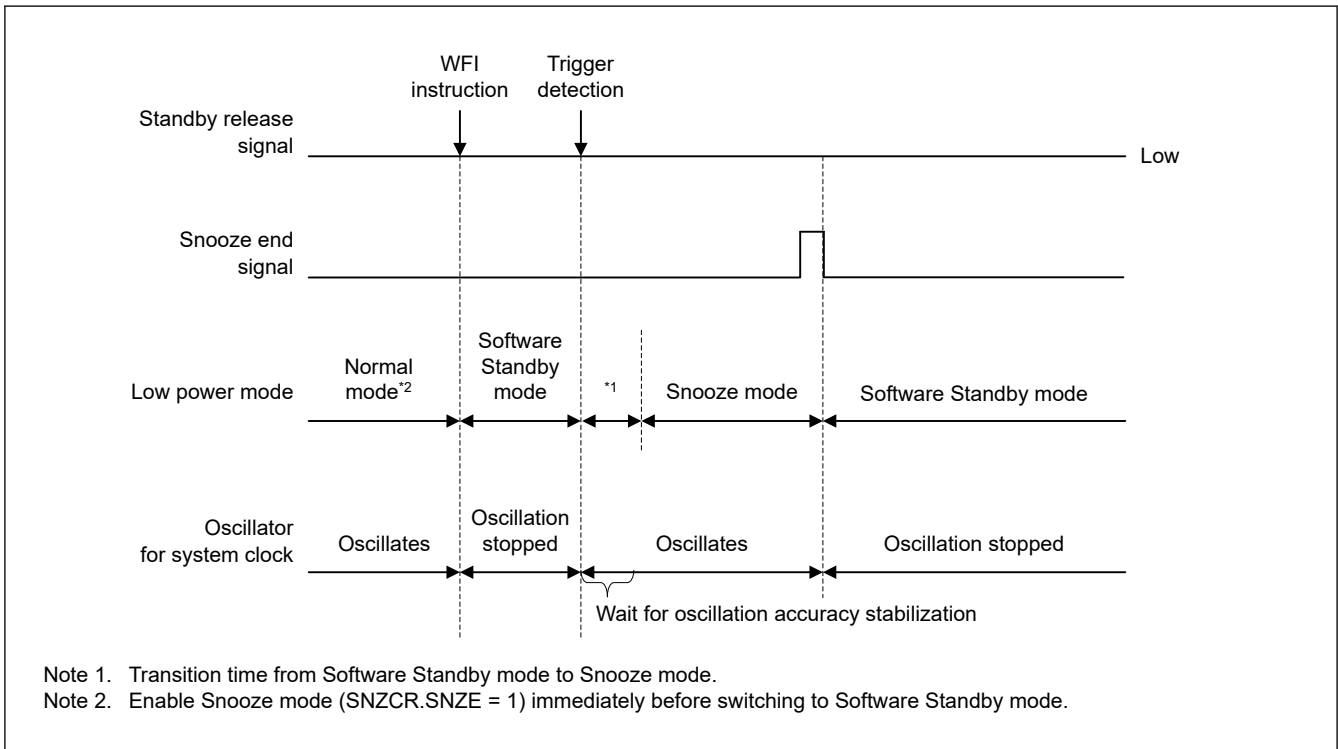 WFI
instruction
Trigger
detection
Standby release
signal
Low
Snooze end
signal
Low power mode
Normal
mode*2
Software
Standby
mode
*1
Snooze mode
Software Standby mode
Oscillator
for system clock
Oscillates
Oscillation
stopped
Oscillates
Oscillation stopped
Wait for oscillation accuracy stabilization
Note 1. Transition time from Software Standby mode to Snooze mode.
Note 2. Enable Snooze mode (SNZCR.SNZE = 1) immediately before switching to Software Standby mode.